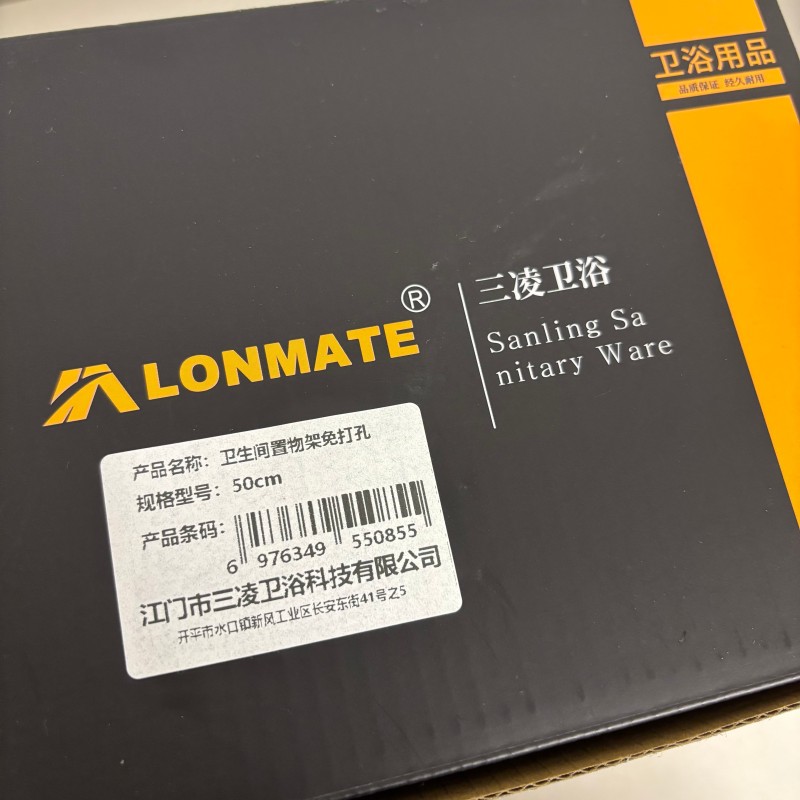 卫浴用品
品质保证 经久耐用
LONMATE®
三凌卫浴
Sanling Sa
nitary Ware
产品名称：卫生间置物架免打孔
规格型号：50cm
产品条码：
6 976349 550855
江门市三凌卫浴科技有限公司
开平市水口镇新风工业区长安东街41号之5